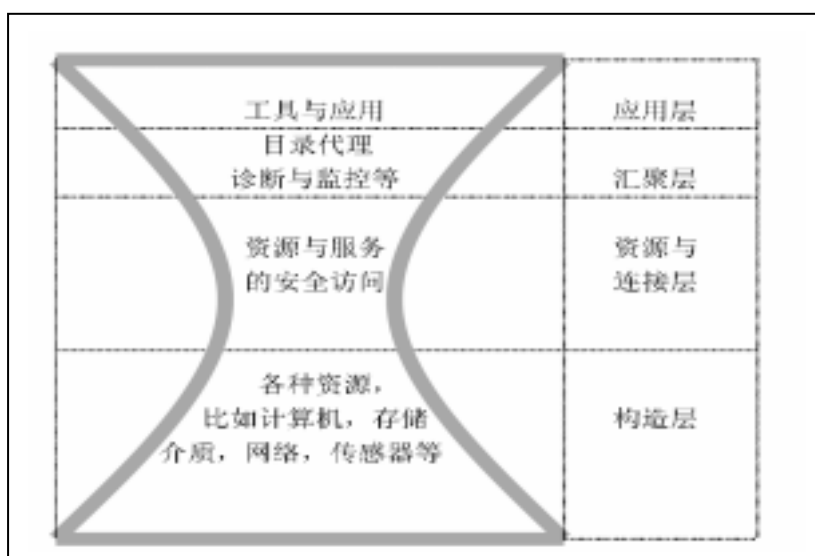 工具与应用
应用层
目录代理
诊断与监控等
汇聚层
资源与服务
的安全访问
资源与
连接层
各种资源，
比如计算机，存储
介质，网络，传感器等
构造层